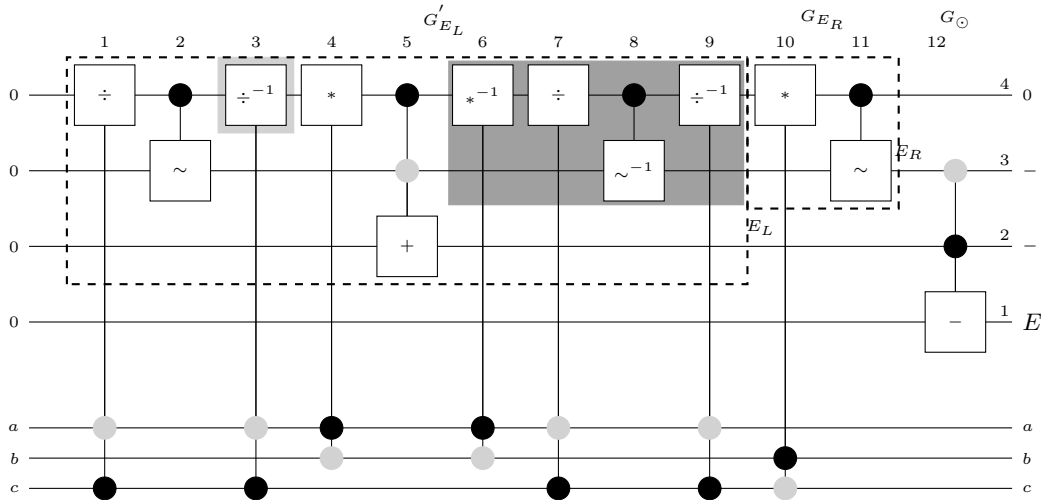 G'_{E_L} G_{E_R} G_⊙
1 2 3 4 5 6 7 8 9 10 11 12
0 ÷ ÷⁻¹ * *⁻¹ ÷ ÷⁻¹ * 4 0
0 ~ ~⁻¹ ~ E_R 3 −
0 + E_L 2 −
0 − 1 E
a a
b b
c c